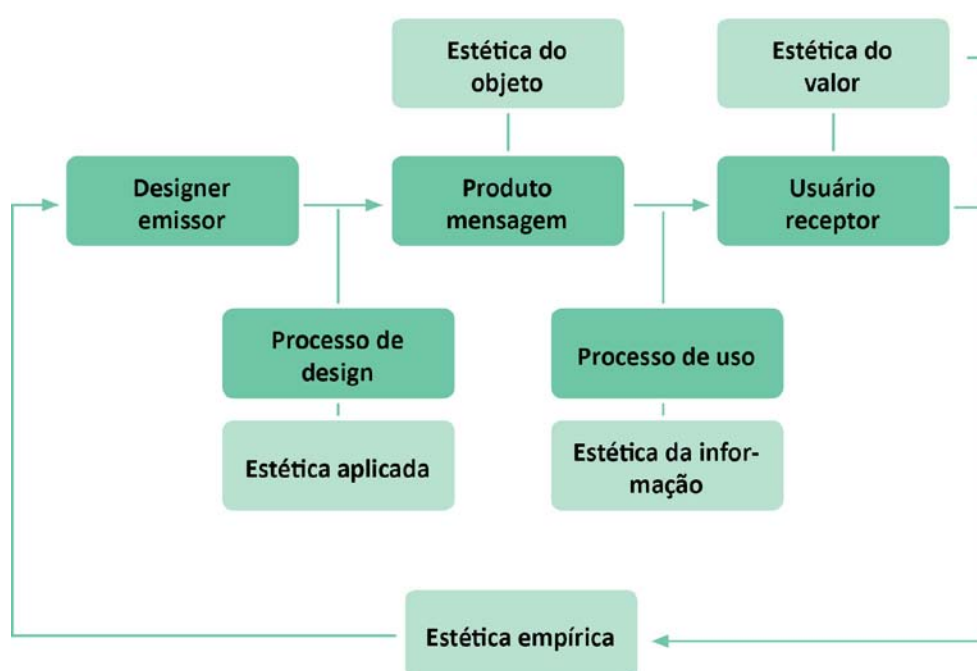 Estética do
objeto
Estética do
valor
Designer
emissor
Produto
mensagem
Usuário
receptor
Processo de
design
Processo de uso
Estética aplicada
Estética da infor-
mação
Estética empírica